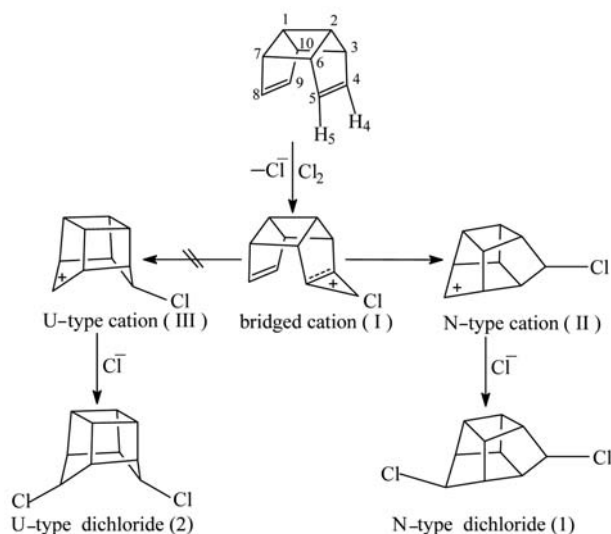 1 2
10 3
7 6 4
8 9 5
H5 H4
−Cl̄ Cl2
+ Cl + Cl + Cl
U−type cation ( III ) bridged cation ( I ) N−type cation ( II )
Cl̄ Cl̄
Cl Cl Cl Cl
U−type dichloride (2) N−type dichloride (1)